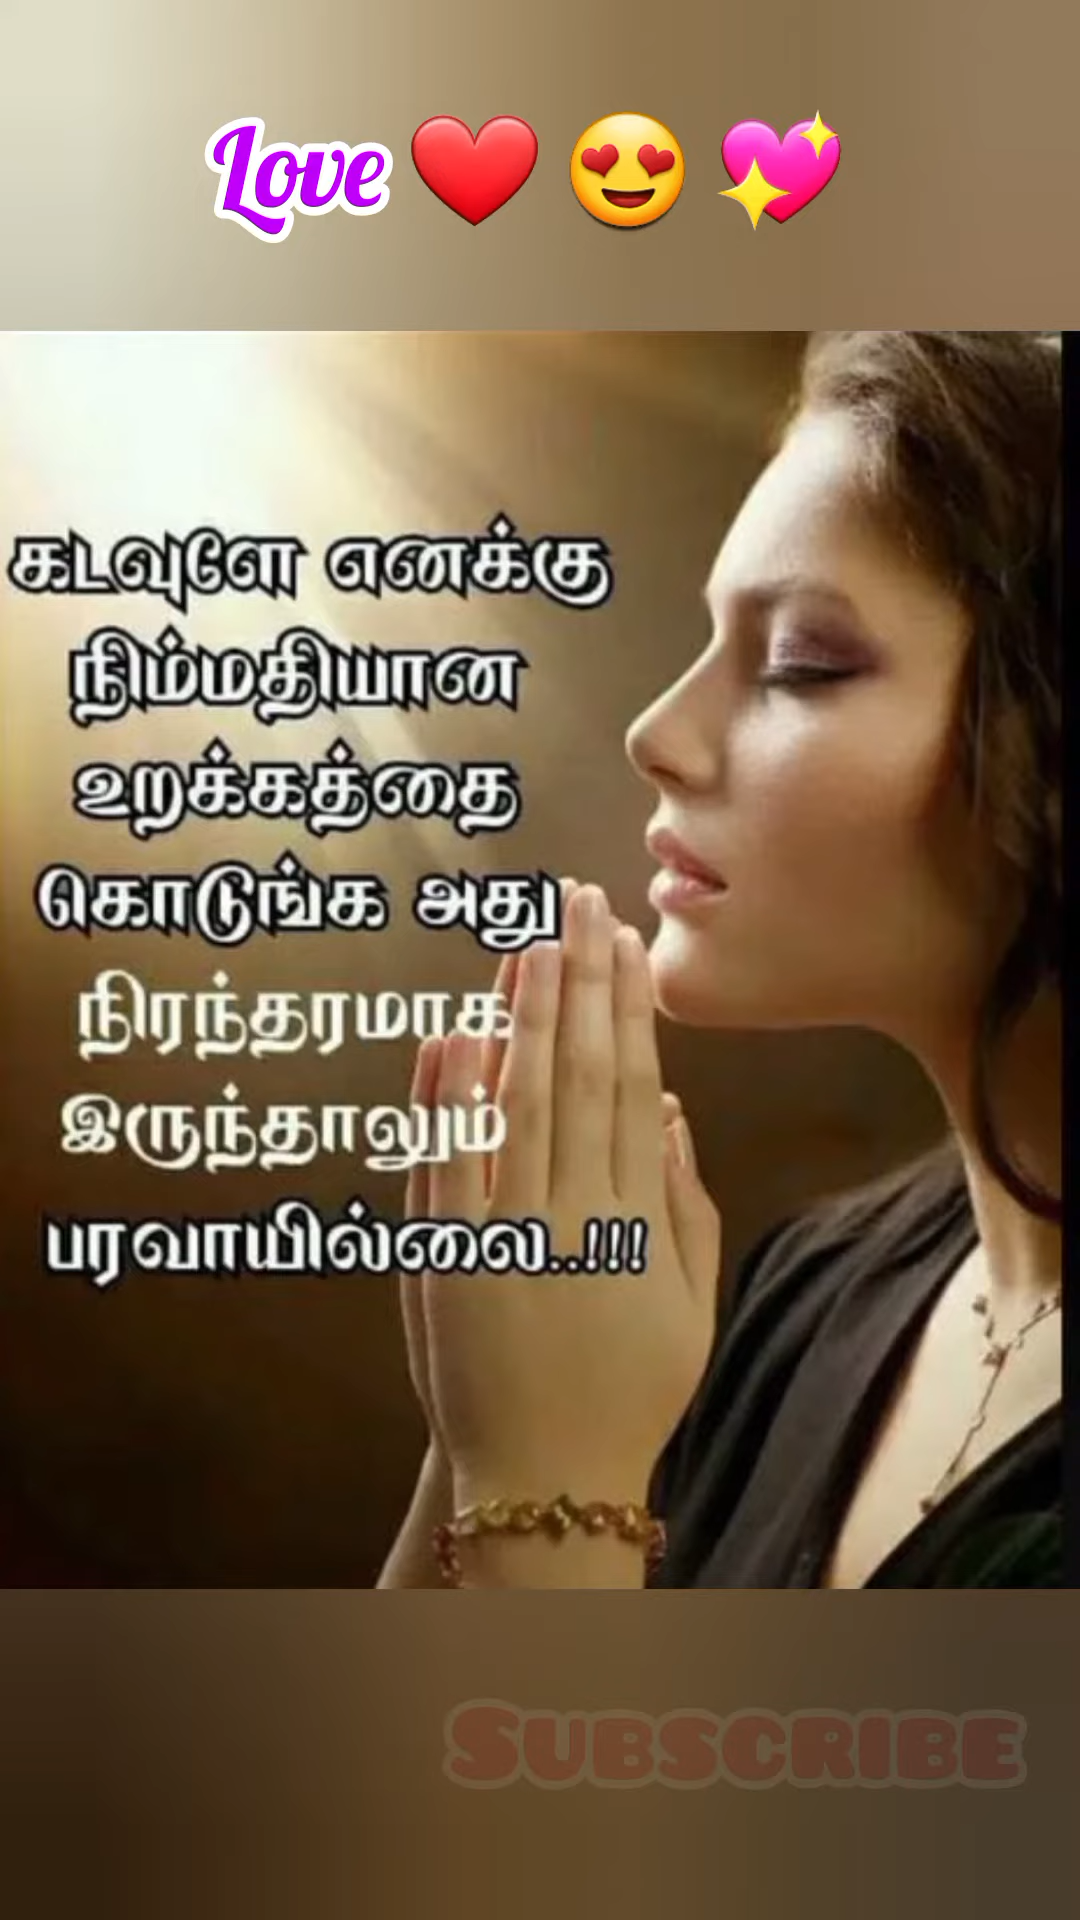 Love ❤️ 😍 💖
கடவுளே எனக்கு
நிம்மதியான
உறக்கத்தை
கொடுங்க அது
நிரந்தரமாக
இருந்தாலும்
பரவாயில்லை..!!!
SUBSCRIBE